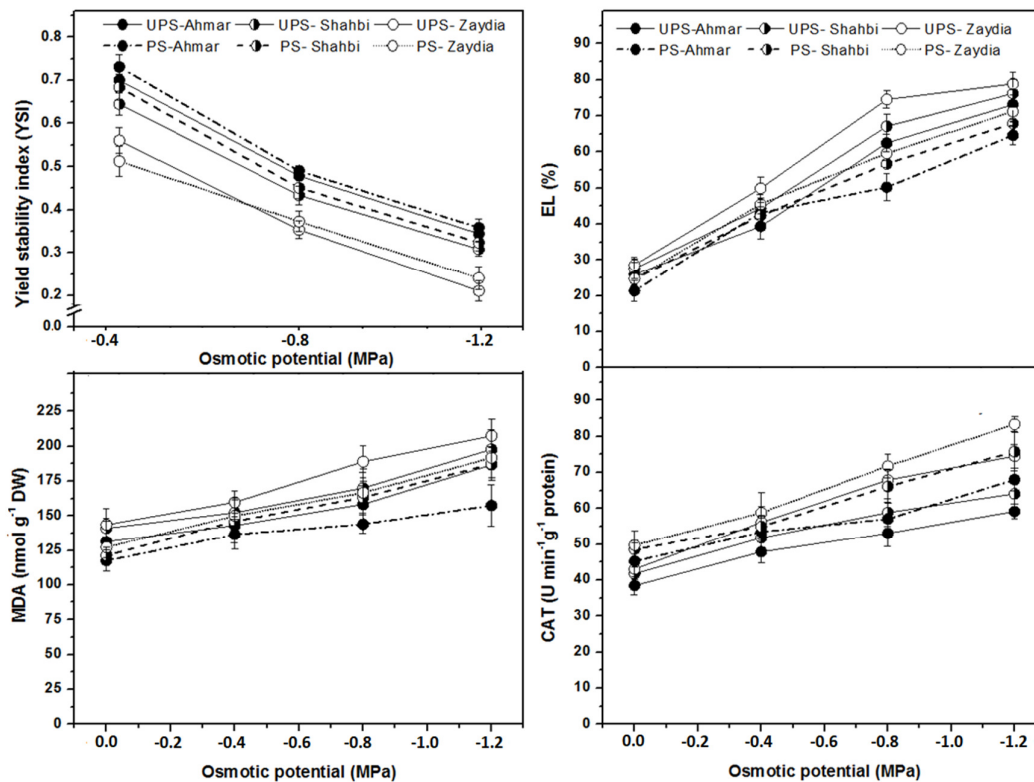 UPS-Ahmar UPS- Shahbi UPS- Zaydia
PS-Ahmar PS- Shahbi PS- Zaydia
Yield stability index (YSI)
0.8
0.7
0.6
0.5
0.4
0.3
0.2
0.0
-0.4 -0.8 -1.2
Osmotic potential (MPa)
UPS-Ahmar UPS- Shahbi UPS- Zaydia
PS-Ahmar PS- Shahbi PS- Zaydia
EL (%)
90
80
70
60
50
40
30
20
10
0
MDA (nmol g⁻¹ DW)
225
200
175
150
125
100
75
50
25
0
0.0 -0.2 -0.4 -0.6 -0.8 -1.0 -1.2
Osmotic potential (MPa)
CAT (U min⁻¹g⁻¹ protein)
90
80
70
60
50
40
30
20
10
0
0.0 -0.2 -0.4 -0.6 -0.8 -1.0 -1.2
Osmotic potential (MPa)